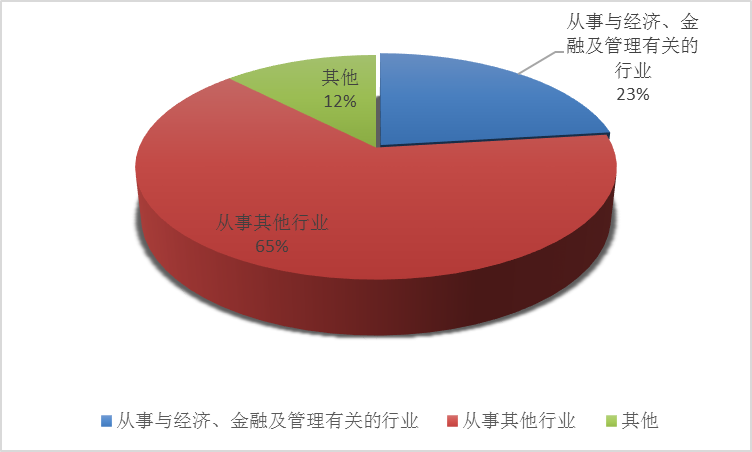 从事与经济、金
融及管理有关的
行业
23%
其他
12%
从事其他行业
65%
从事与经济、金融及管理有关的行业
从事其他行业
其他